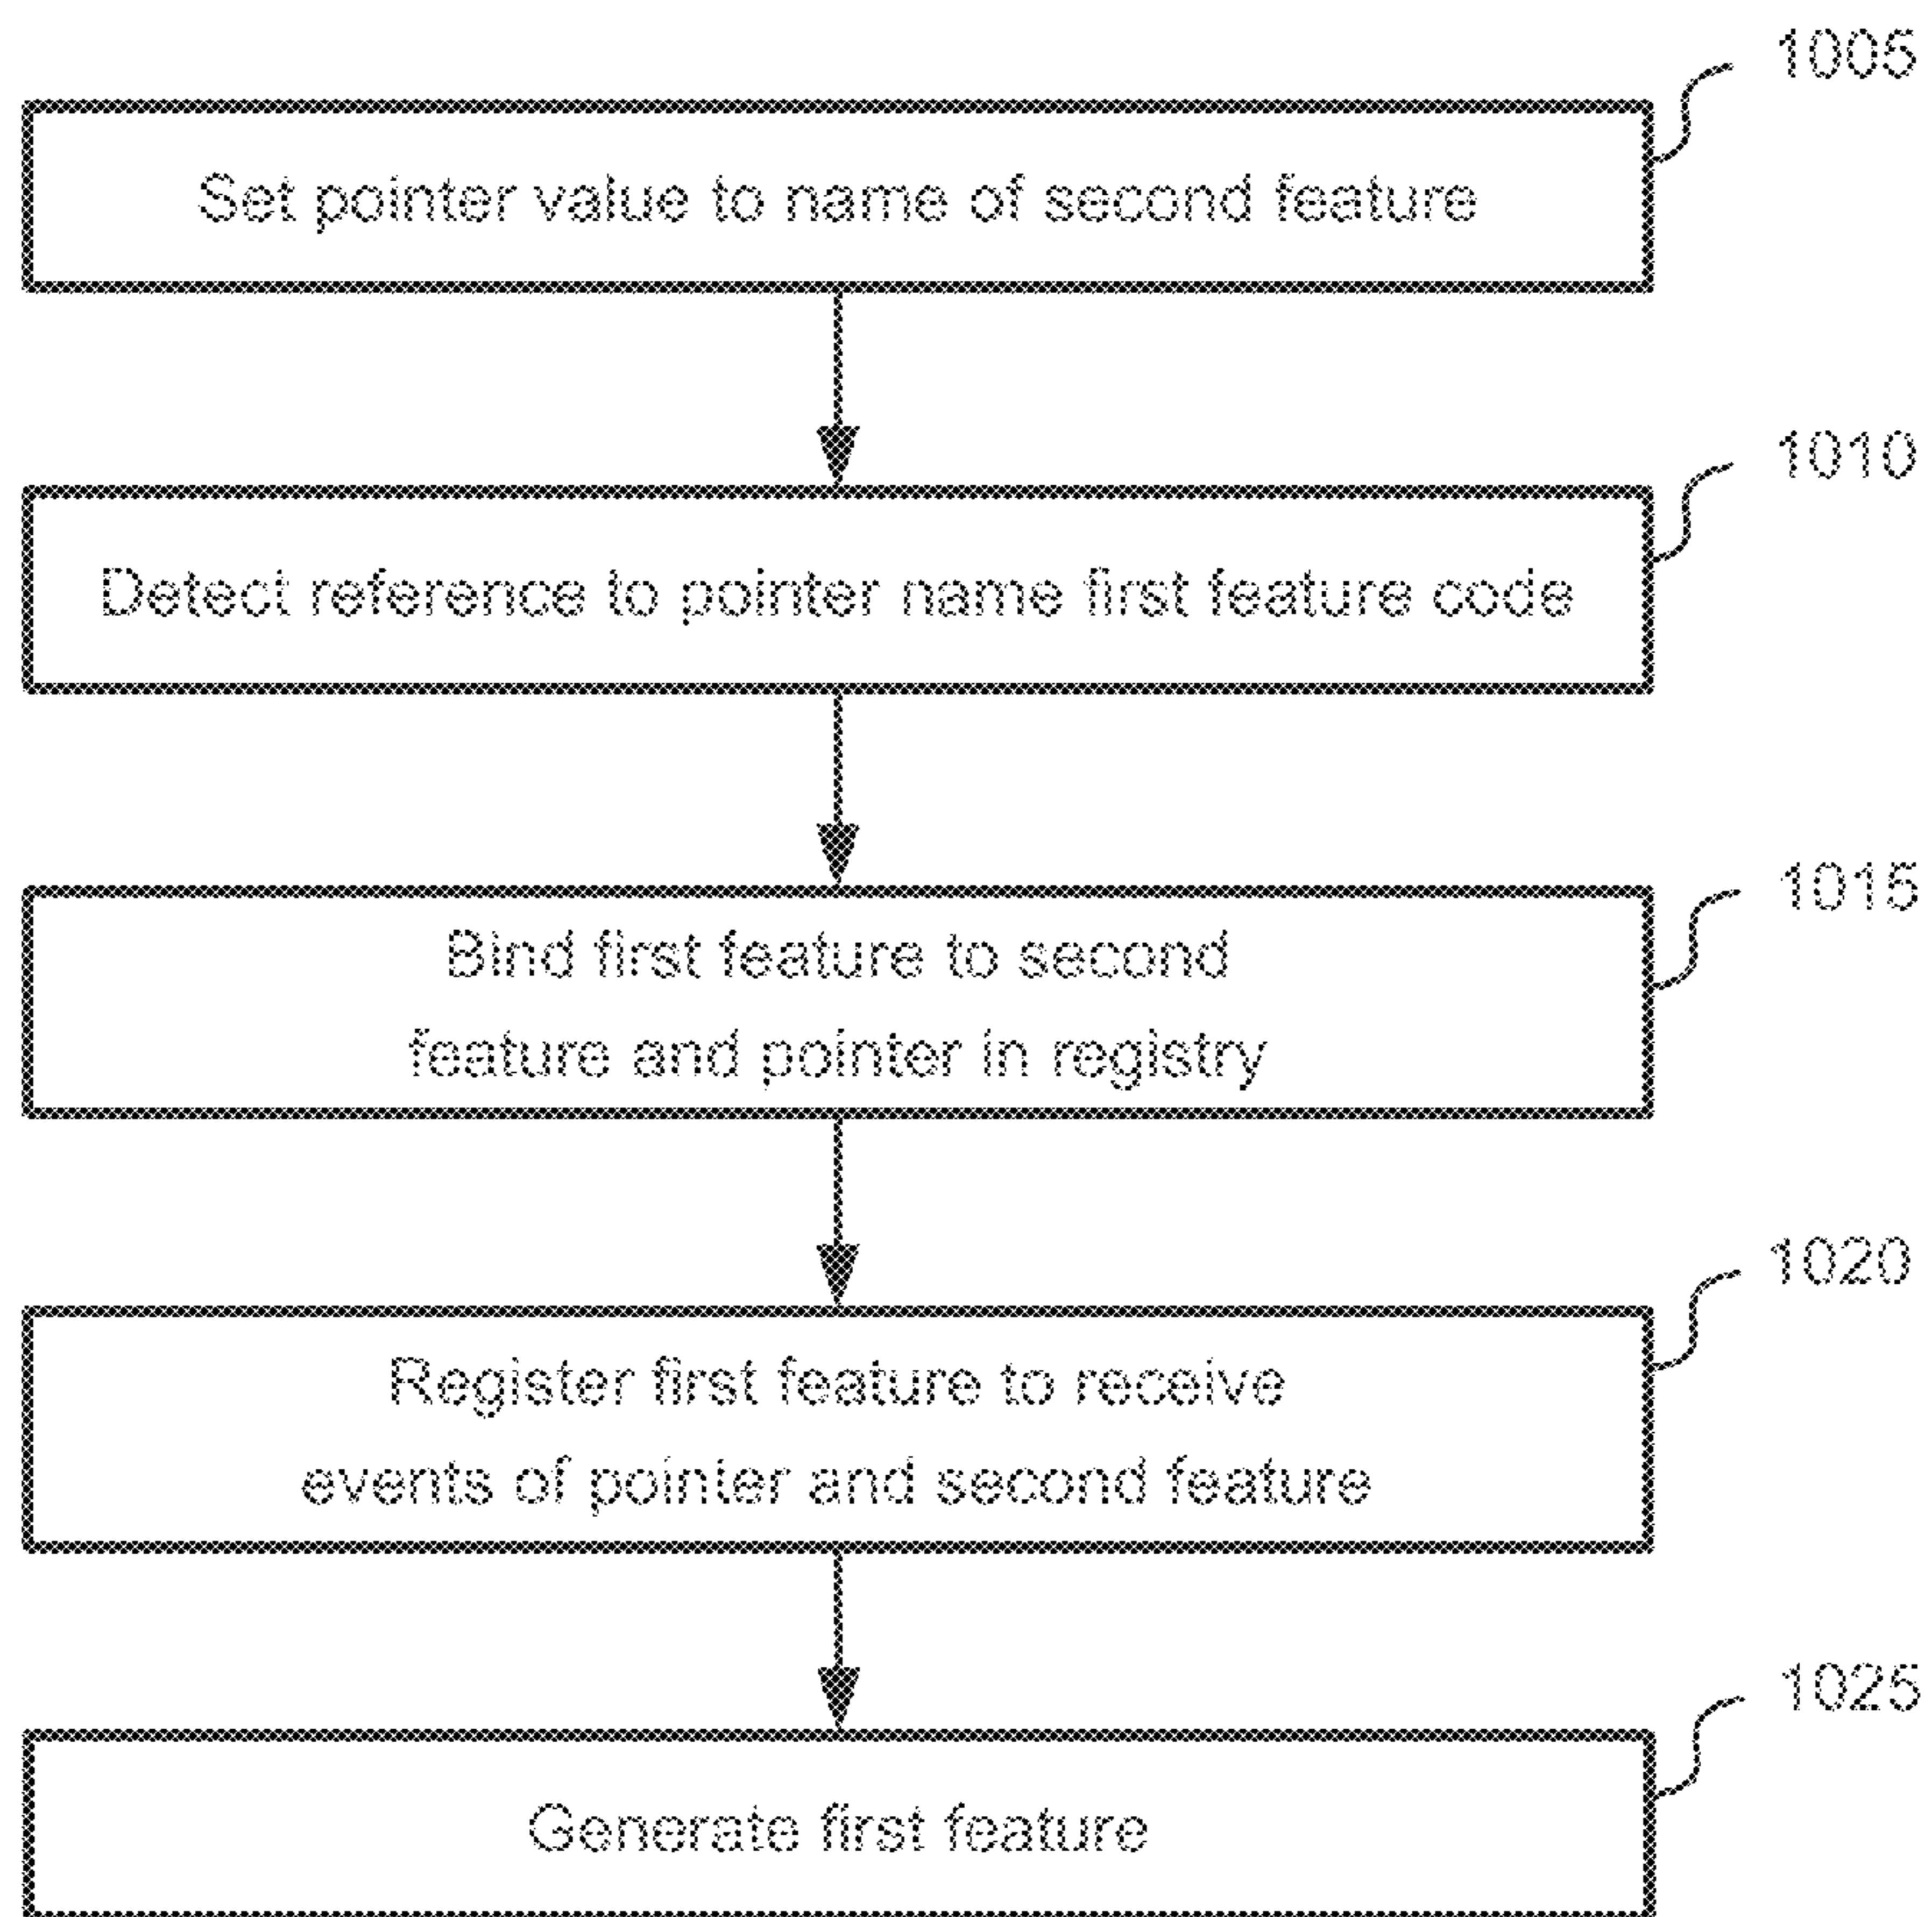 1005
Set pointer value to name of second feature
1010
Detect reference to pointer name first feature code
1015
Bind first feature to second
feature and pointer in registry
1020
Register first feature to receive
events of pointer and second feature
1025
Generate first feature